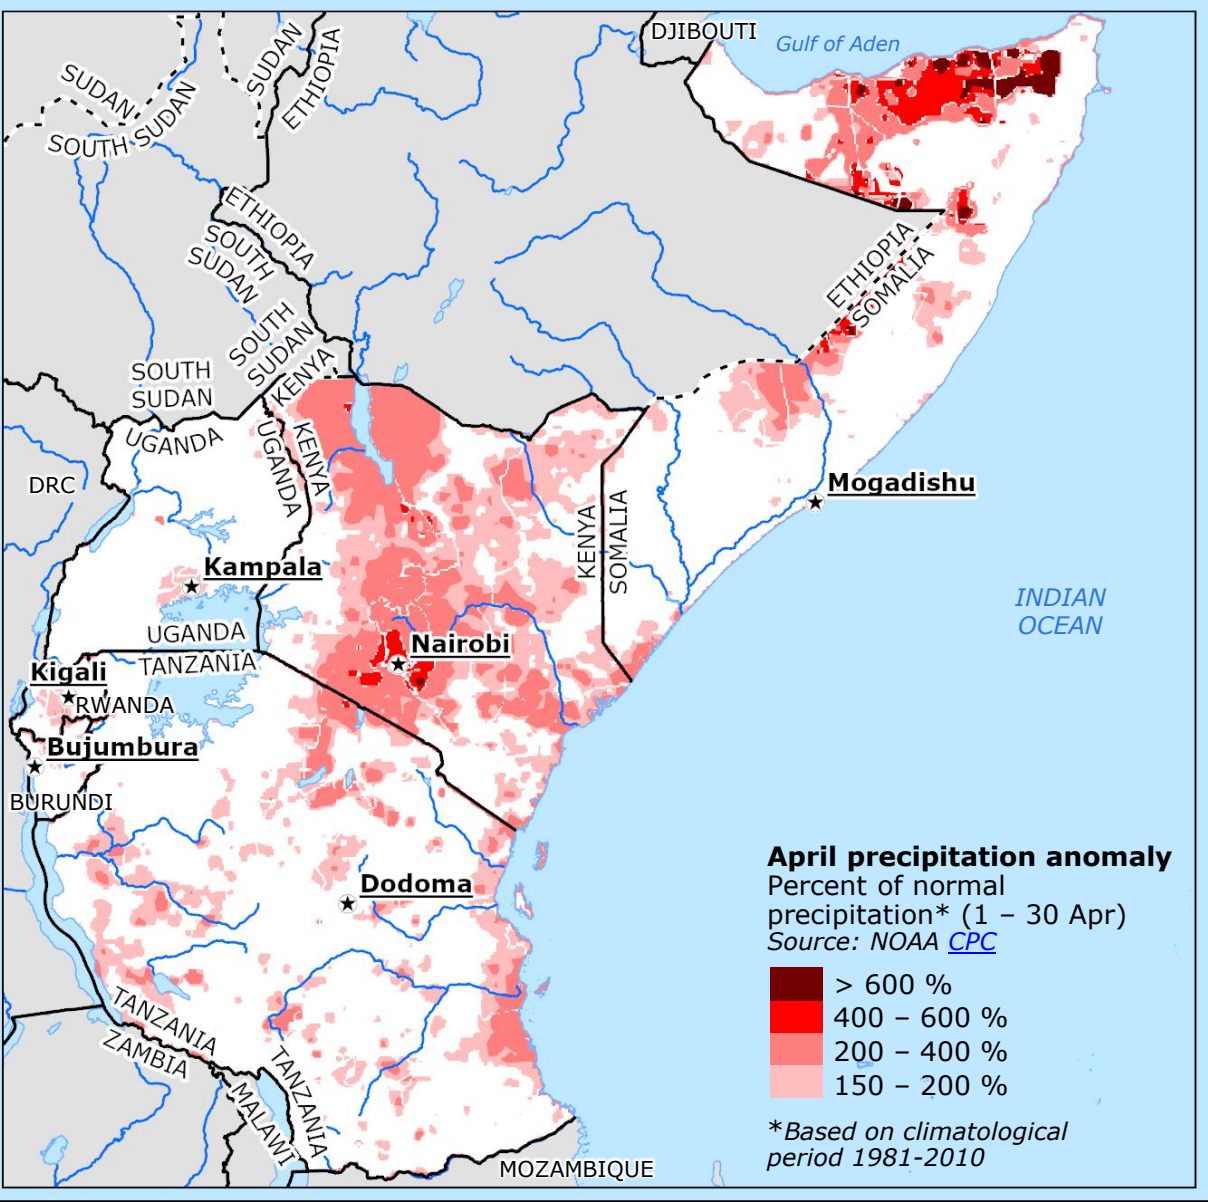 DJIBOUTI
Gulf of Aden
SUDAN
ETHIOPIA
SUDAN
SOUTH SUDAN
ETHIOPIA
SOUTH
SUDAN
ETHIOPIA
SOMALIA
SOUTH
SUDAN
KENYA
SOUTH
SUDAN
UGANDA
KENYA
UGANDA
DRC
Mogadishu
KENYA
SOMALIA
Kampala
INDIAN
OCEAN
UGANDA
TANZANIA
Nairobi
Kigali
RWANDA
Bujumbura
BURUNDI
Dodoma
TANZANIA
ZAMBIA
TANZANIA
MALAWI
MOZAMBIQUE
April precipitation anomaly
Percent of normal
precipitation* (1 – 30 Apr)
Source: NOAA CPC
> 600 %
400 – 600 %
200 – 400 %
150 – 200 %
*Based on climatological
period 1981-2010